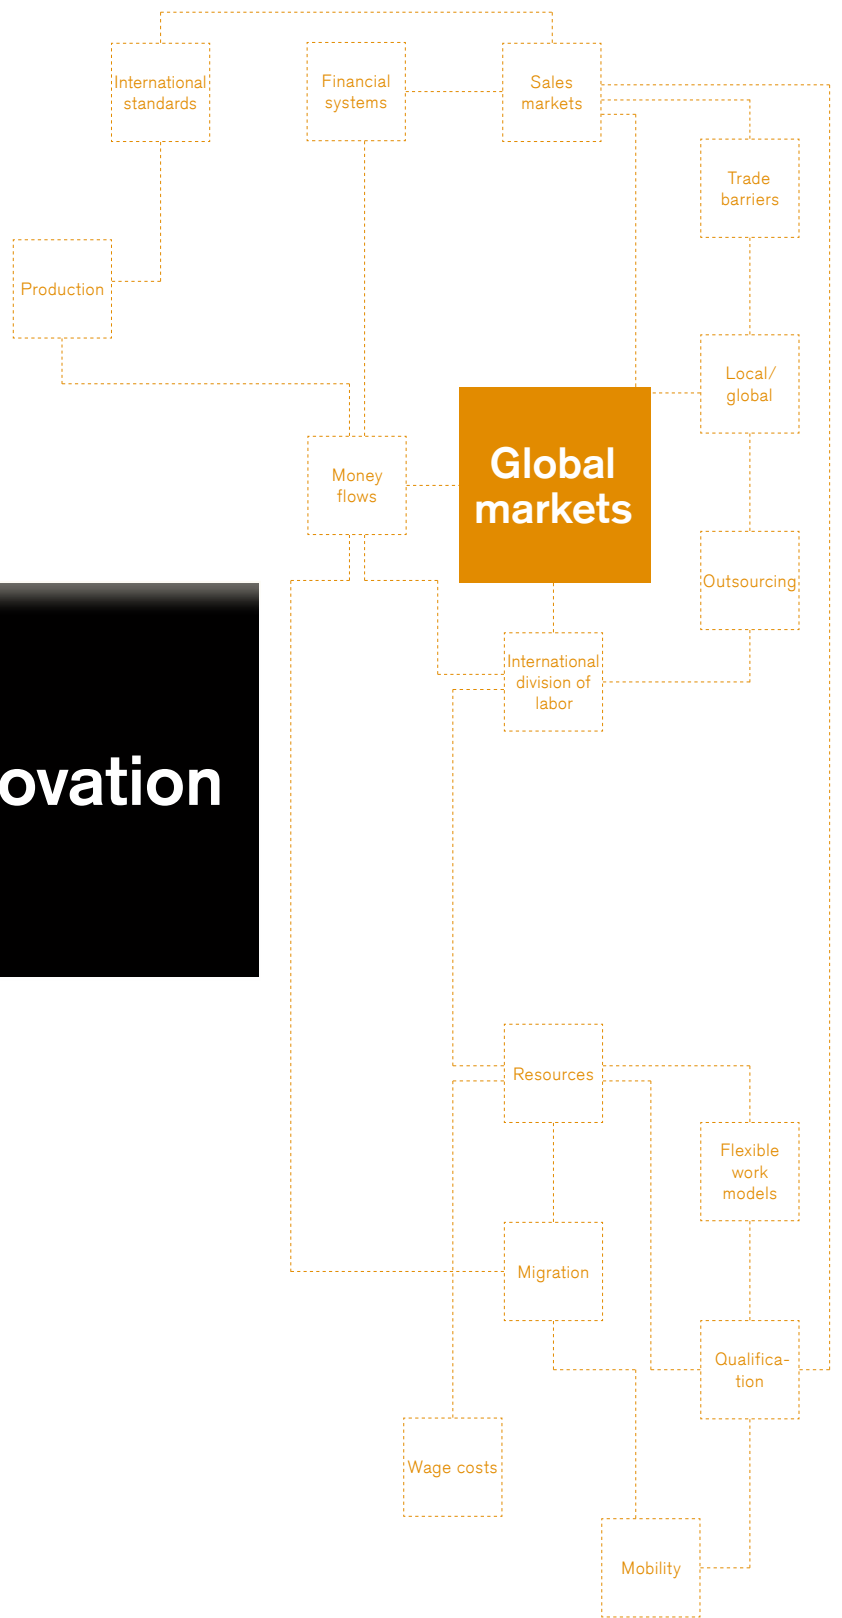 International
standards
Financial
systems
Sales
markets
Trade
barriers
Production
Local/
global
Global
markets
Money
flows
Outsourcing
International
division of
labor
ovation
Resources
Flexible
work
models
Migration
Qualifica-
tion
Wage costs
Mobility